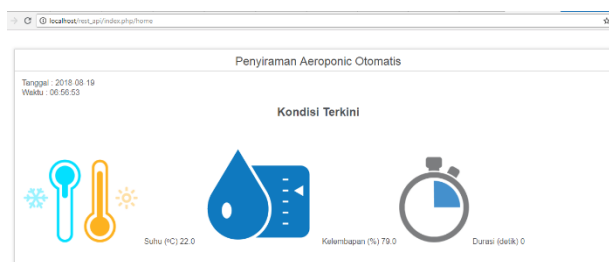 localhost/rest_api/index.php/home
Penyiraman Aeroponic Otomatis
Tanggal : 2018-08-19
Waktu : 06:56:53
Kondisi Terkini
Suhu (ºC) 22.0
Kelembapan (%) 79.0
Durasi (detik) 0